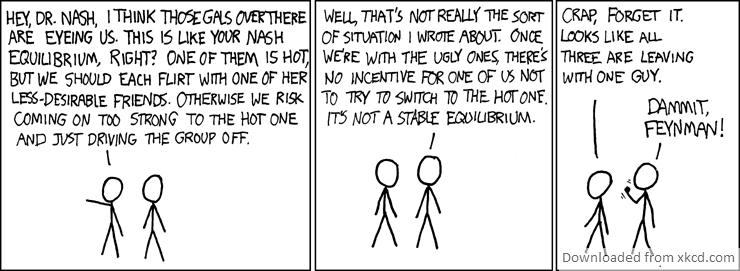 HEY, DR. NASH, I THINK THOSE GALS OVER THERE
ARE EYEING US. THIS IS LIKE YOUR NASH
EQUILIBRIUM, RIGHT? ONE OF THEM IS HOT,
BUT WE SHOULD EACH FLIRT WITH ONE OF HER
LESS-DESIRABLE FRIENDS. OTHERWISE WE RISK
COMING ON TOO STRONG TO THE HOT ONE
AND JUST DRIVING THE GROUP OFF.
WELL, THAT'S NOT REALLY THE SORT
OF SITUATION I WROTE ABOUT. ONCE
WE'RE WITH THE UGLY ONES, THERE'S
NO INCENTIVE FOR ONE OF US NOT
TO TRY TO SWITCH TO THE HOT ONE.
IT'S NOT A STABLE EQUILIBRIUM.
CRAP, FORGET IT.
LOOKS LIKE ALL
THREE ARE LEAVING
WITH ONE GUY.
DAMMIT,
FEYNMAN!
Downloaded from xkcd.com